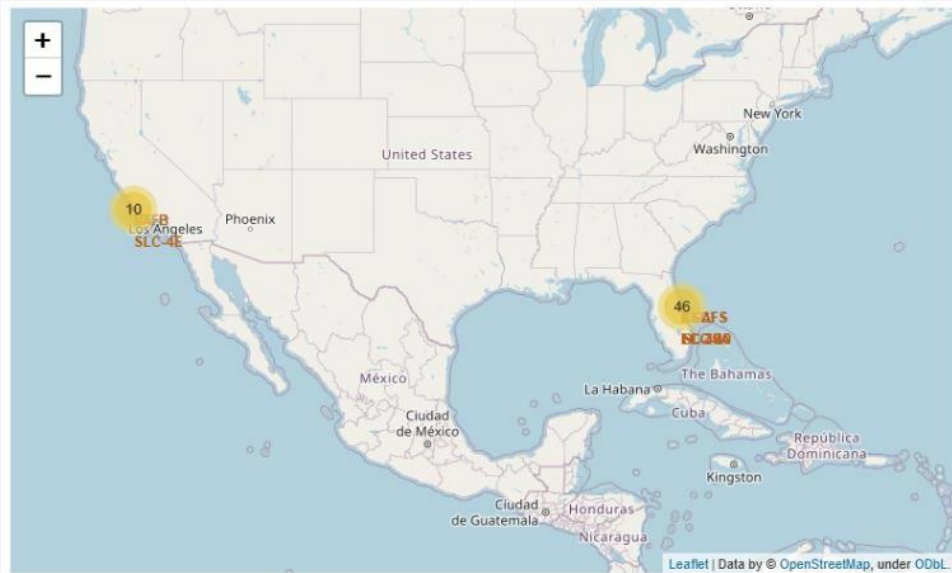 Ottawa
+
−
New York
Washington
United States
10
Phoenix
Los Angeles
SLC-4E
46
AFS
The Bahamas
La Habana
México
Cuba
Ciudad
de México
República
Dominicana
Kingston
Ciudad
de Guatemala
Honduras
Nicaragua
Leaflet | Data by © OpenStreetMap, under ODbL.